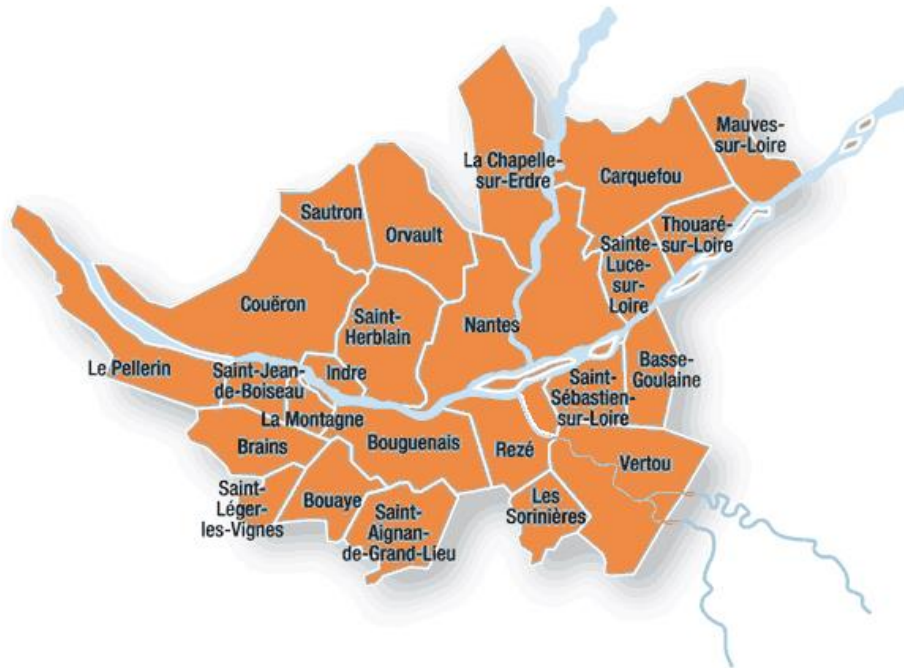 Mauves-
sur-Loire
La Chapelle-
sur-Erdre
Carquefou
Sautron
Orvault
Thouaré-
sur-Loire
Sainte-
Luce-
sur-
Loire
Couëron
Saint-
Herblain
Nantes
Le Pellerin
Saint-Jean-
de-Boiseau
Indre
Basse-
Goulaine
Saint-
Sébastien-
sur-Loire
La Montagne
Brains
Bouguenais
Rezé
Vertou
Saint-
Léger-
les-Vignes
Bouaye
Saint-
Aignan-
de-Grand-Lieu
Les
Sorinières